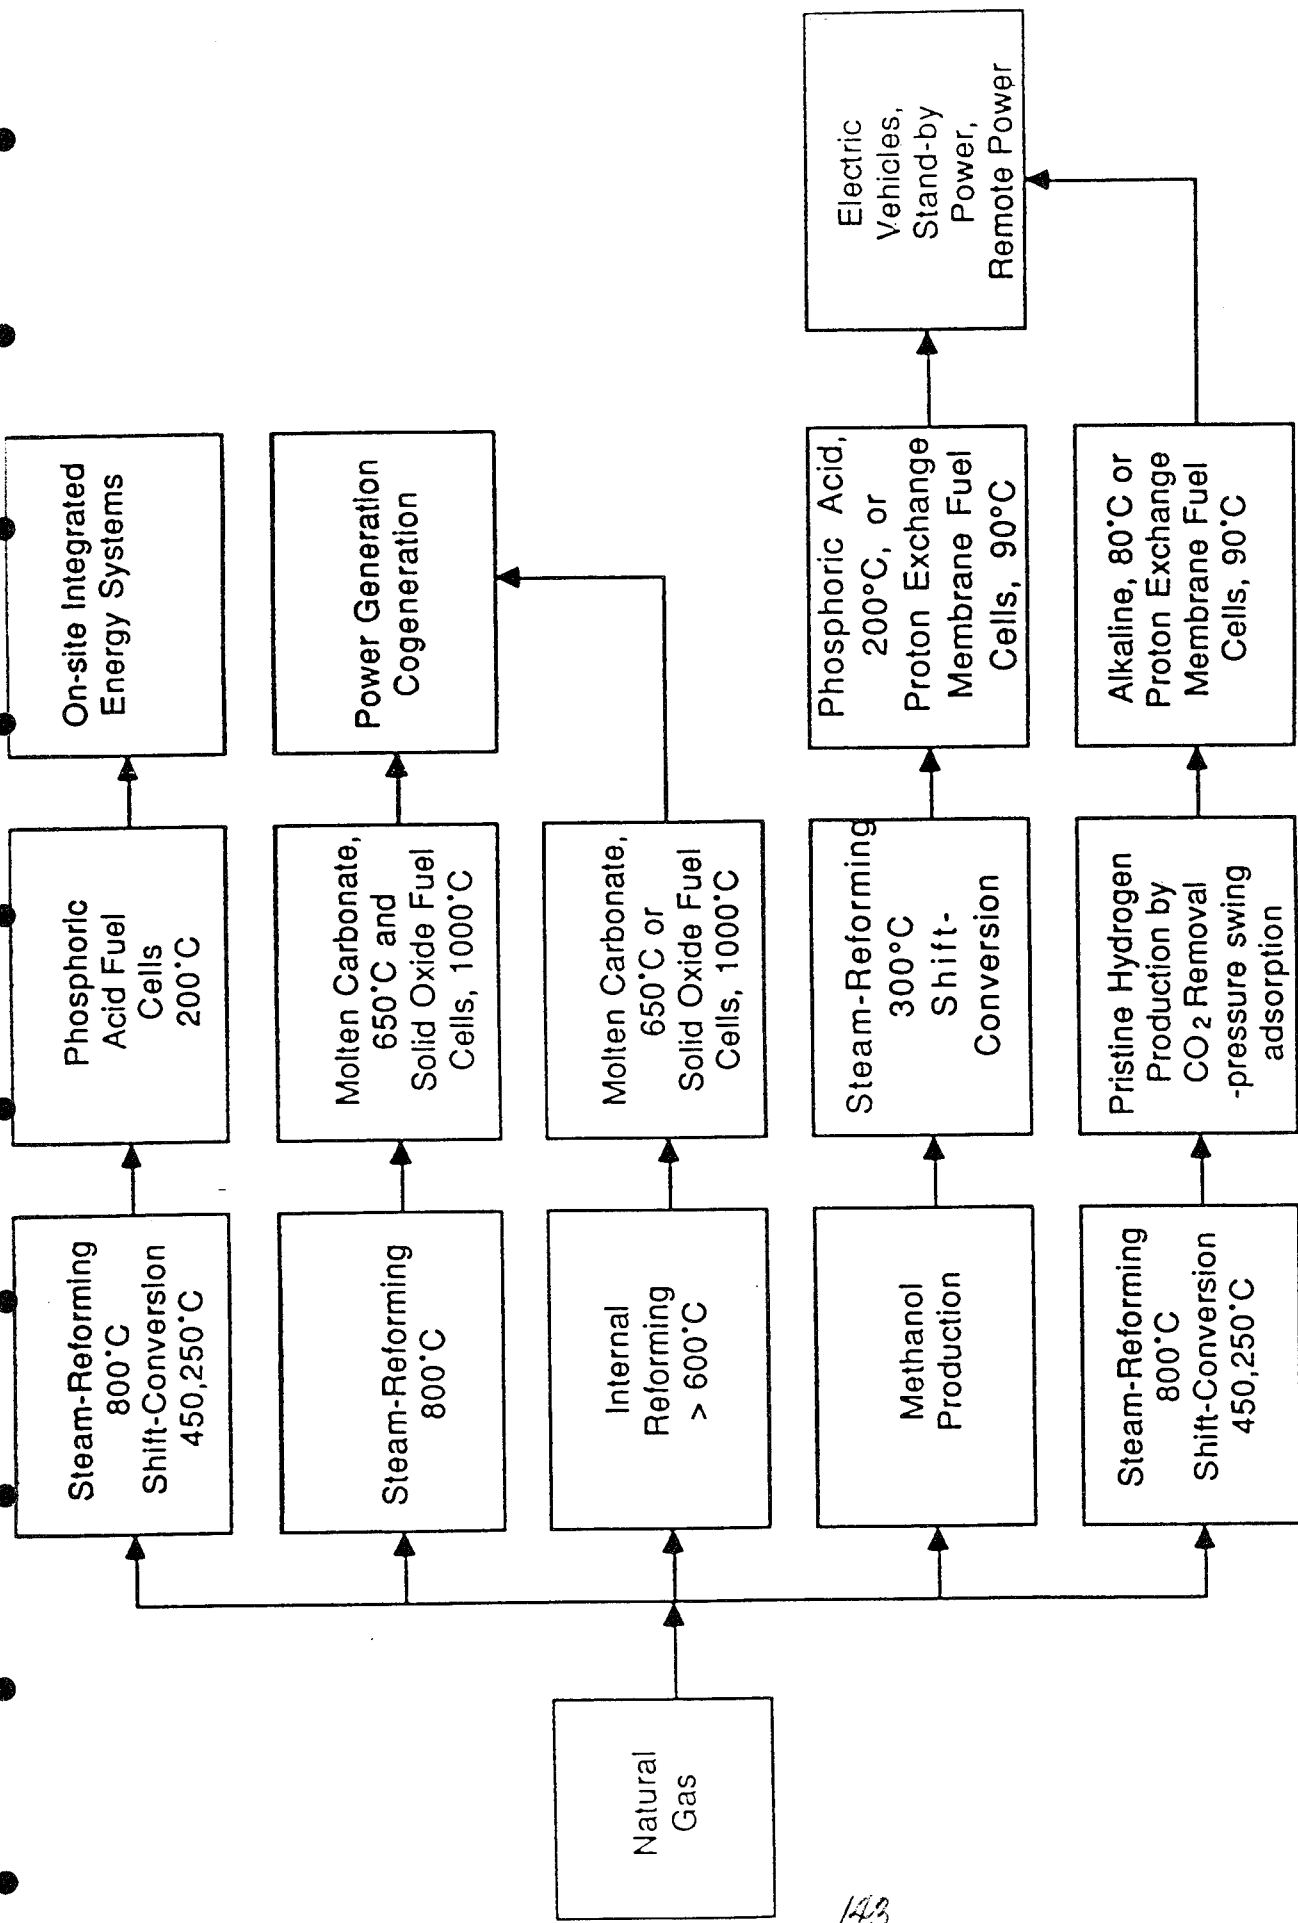 Natural
Gas
Steam-Reforming
800°C
Shift-Conversion
450,250°C
Phosphoric
Acid Fuel
Cells
200°C
On-site Integrated
Energy Systems
Steam-Reforming
800°C
Molten Carbonate,
650°C and
Solid Oxide Fuel
Cells, 1000°C
Power Generation
Cogeneration
Internal
Reforming
> 600°C
Molten Carbonate,
650°C or
Solid Oxide Fuel
Cells, 1000°C
Methanol
Production
Steam-Reforming
300°C
Shift-
Conversion
Phosphoric Acid,
200°C, or
Proton Exchange
Membrane Fuel
Cells, 90°C
Electric
Vehicles,
Stand-by
Power,
Remote Power
Steam-Reforming
800°C
Shift-Conversion
450,250°C
Pristine Hydrogen
Production by
CO2 Removal
-pressure swing
adsorption
Alkaline, 80°C or
Proton Exchange
Membrane Fuel
Cells, 90°C
143